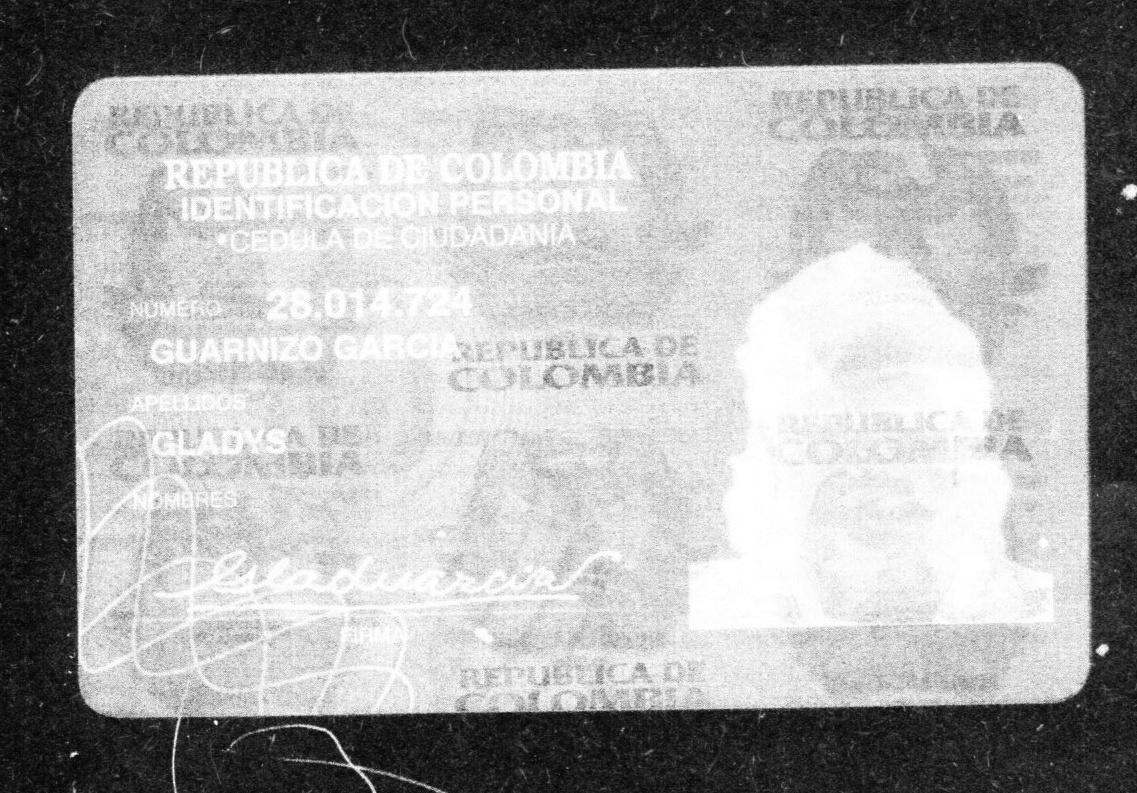 REPUBLICA DE COLOMBIA
REPUBLICA DE COLOMBIA
REPUBLICA DE COLOMBIA
IDENTIFICACION PERSONAL
CEDULA DE CIUDADANIA
NUMERO 28.014.724
GUARNIZO GARCIA
REPUBLICA DE COLOMBIA
APELLIDOS
REPUBLICA DE COLOMBIA
GLADYS
REPUBLICA DE COLOMBIA
NOMBRES
FIRMA
REPUBLICA DE COLOMBIA